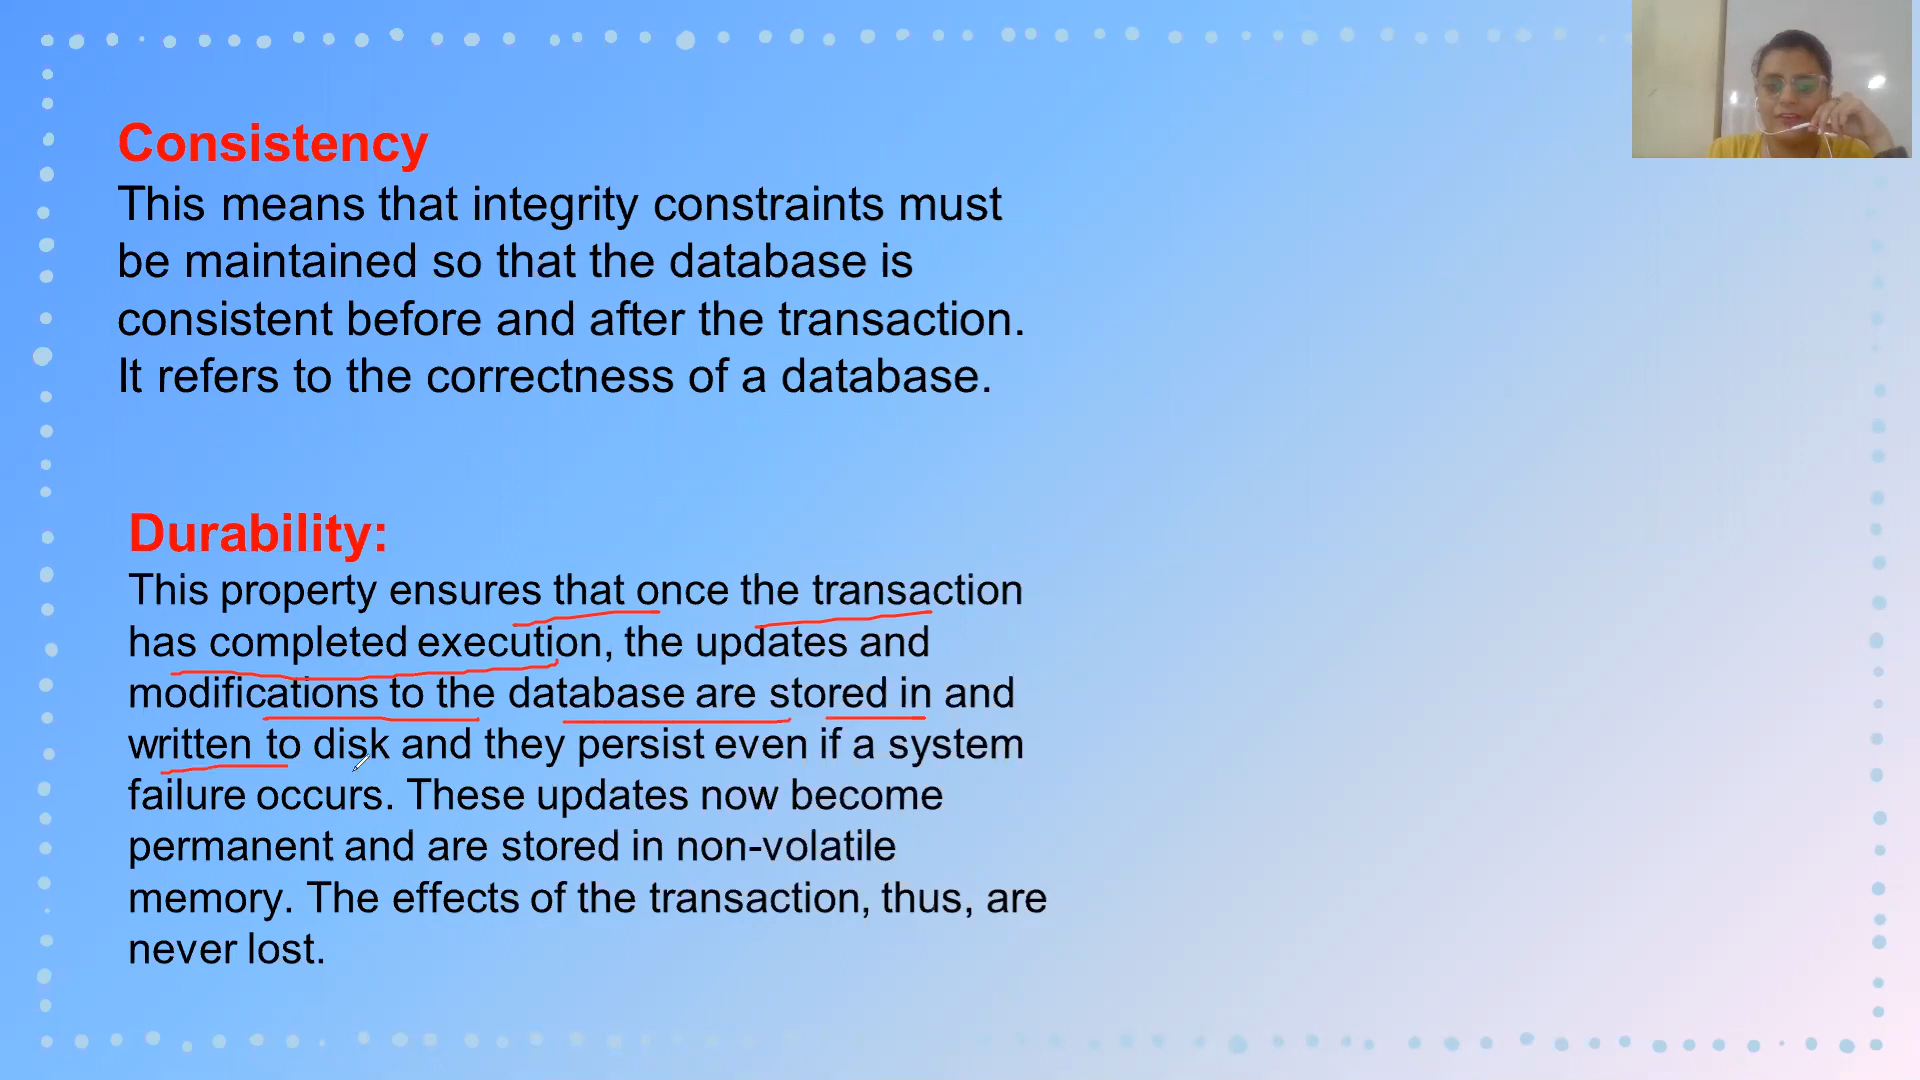 Consistency
This means that integrity constraints must
be maintained so that the database is
consistent before and after the transaction.
It refers to the correctness of a database.
Durability:
This property ensures that once the transaction
has completed execution, the updates and
modifications to the database are stored in and
written to disk and they persist even if a system
failure occurs. These updates now become
permanent and are stored in non-volatile
memory. The effects of the transaction, thus, are
never lost.